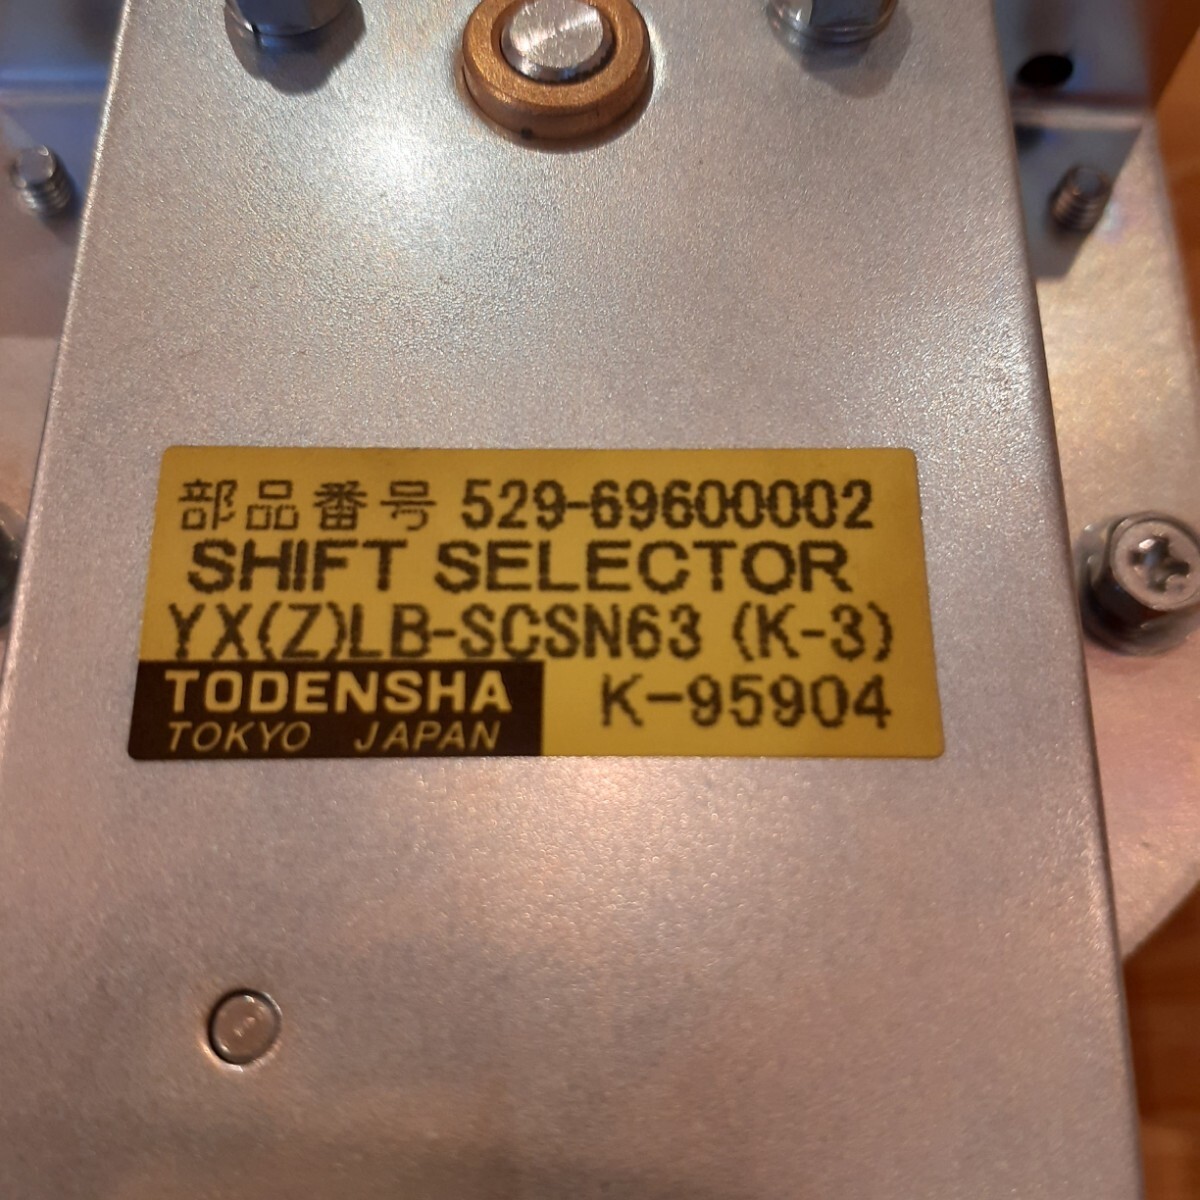 部品番号 529-69600002
SHIFT SELECTOR
YX(Z)LB-SCSN63 (K-3)
TODENSHA K-95904
TOKYO JAPAN